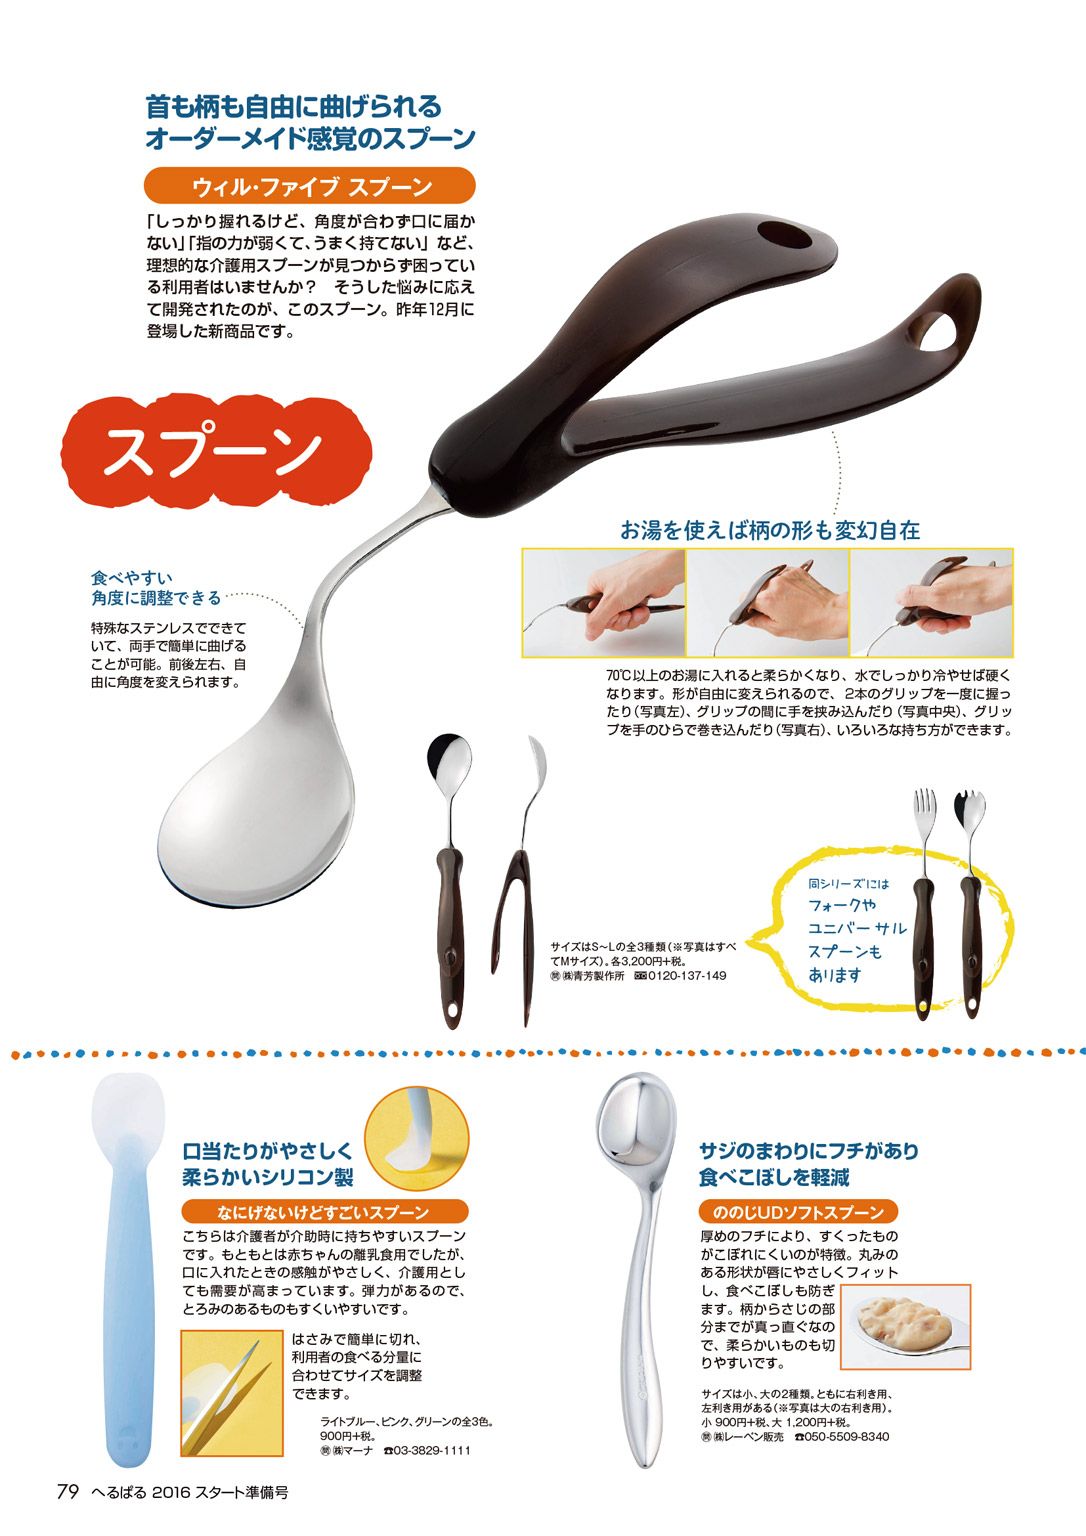 首も柄も自由に曲げられる
オーダーメイド感覚のスプーン
ウィル・ファイブ スプーン
「しっかり握れるけど、角度が合わず口に届か
ない」「指の力が弱くて、うまく持てない」など、
理想的な介護用スプーンが見つからず困ってい
る利用者はいませんか？　そうした悩みに応え
て開発されたのが、このスプーン。昨年12月に
登場した新商品です。
スプーン
お湯を使えば柄の形も変幻自在
食べやすい
角度に調整できる
特殊なステンレスでできて
いて、両手で簡単に曲げる
ことが可能。前後左右、自
由に角度を変えられます。
70℃以上のお湯に入れると柔らかくなり、水でしっかり冷やせば硬く
なります。形が自由に変えられるので、2本のグリップを一度に握っ
たり（写真左）、グリップの間に手を挟み込んだり（写真中央）、グリッ
プを手のひらで巻き込んだり（写真右）、いろいろな持ち方ができます。
同シリーズには
フォークや
ユニバーサル
スプーンも
あります
サイズはS〜Lの全3種類（※写真はすべ
てMサイズ）。各3,200円+税。
㉄㈱青芳製作所　0120-137-149
口当たりがやさしく
柔らかいシリコン製
なにげないけどすごいスプーン
こちらは介護者が介助時に持ちやすいスプーン
です。もともとは赤ちゃんの離乳食用でしたが、
口に入れたときの感触がやさしく、介護用とし
ても需要が高まっています。弾力があるので、
とろみのあるものもすくいやすいです。
はさみで簡単に切れ、
利用者の食べる分量に
合わせてサイズを調整
できます。
ライトブルー、ピンク、グリーンの全3色。
900円+税。
㉄㈱マーナ　☎03-3829-1111
サジのまわりにフチがあり
食べこぼしを軽減
ののじUDソフトスプーン
厚めのフチにより、すくったもの
がこぼれにくいのが特徴。丸みの
ある形状が唇にやさしくフィット
し、食べこぼしも防ぎ
ます。柄からさじの部
分までが真っ直ぐなの
で、柔らかいものも切
りやすいです。
サイズは小、大の2種類。ともに右利き用、
左利き用がある（※写真は大の右利き用）。
小 900円+税、大 1,200円+税。
㉄㈱レーベン販売　☎050-5509-8340
79 へるぱる 2016 スタート準備号